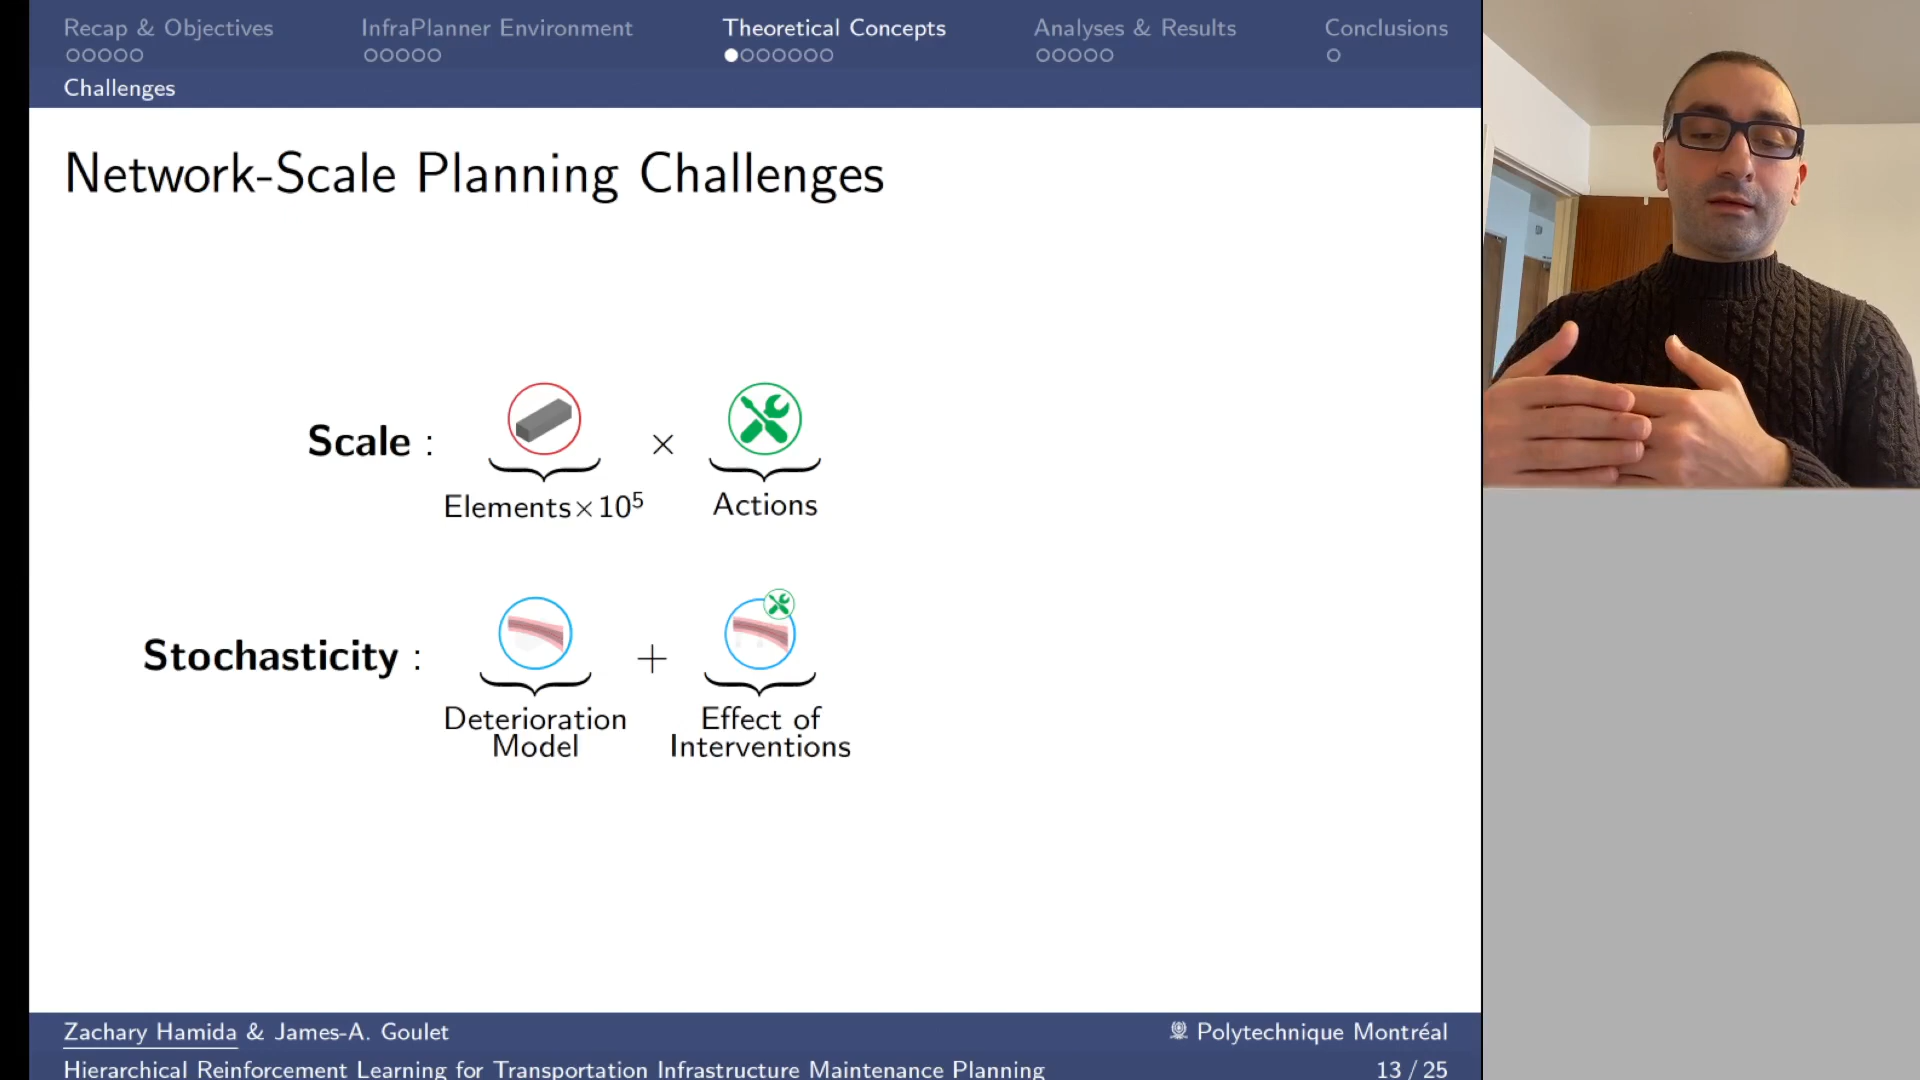 Recap & Objectives InfraPlanner Environment Theoretical Concepts Analyses & Results Conclusions
Challenges
Network-Scale Planning Challenges
Scale : × 
Elements×10⁵ Actions
Stochasticity : +
Deterioration Effect of
Model Interventions
Zachary Hamida & James-A. Goulet Polytechnique Montréal
Hierarchical Reinforcement Learning for Transportation Infrastructure Maintenance Planning 13 / 25